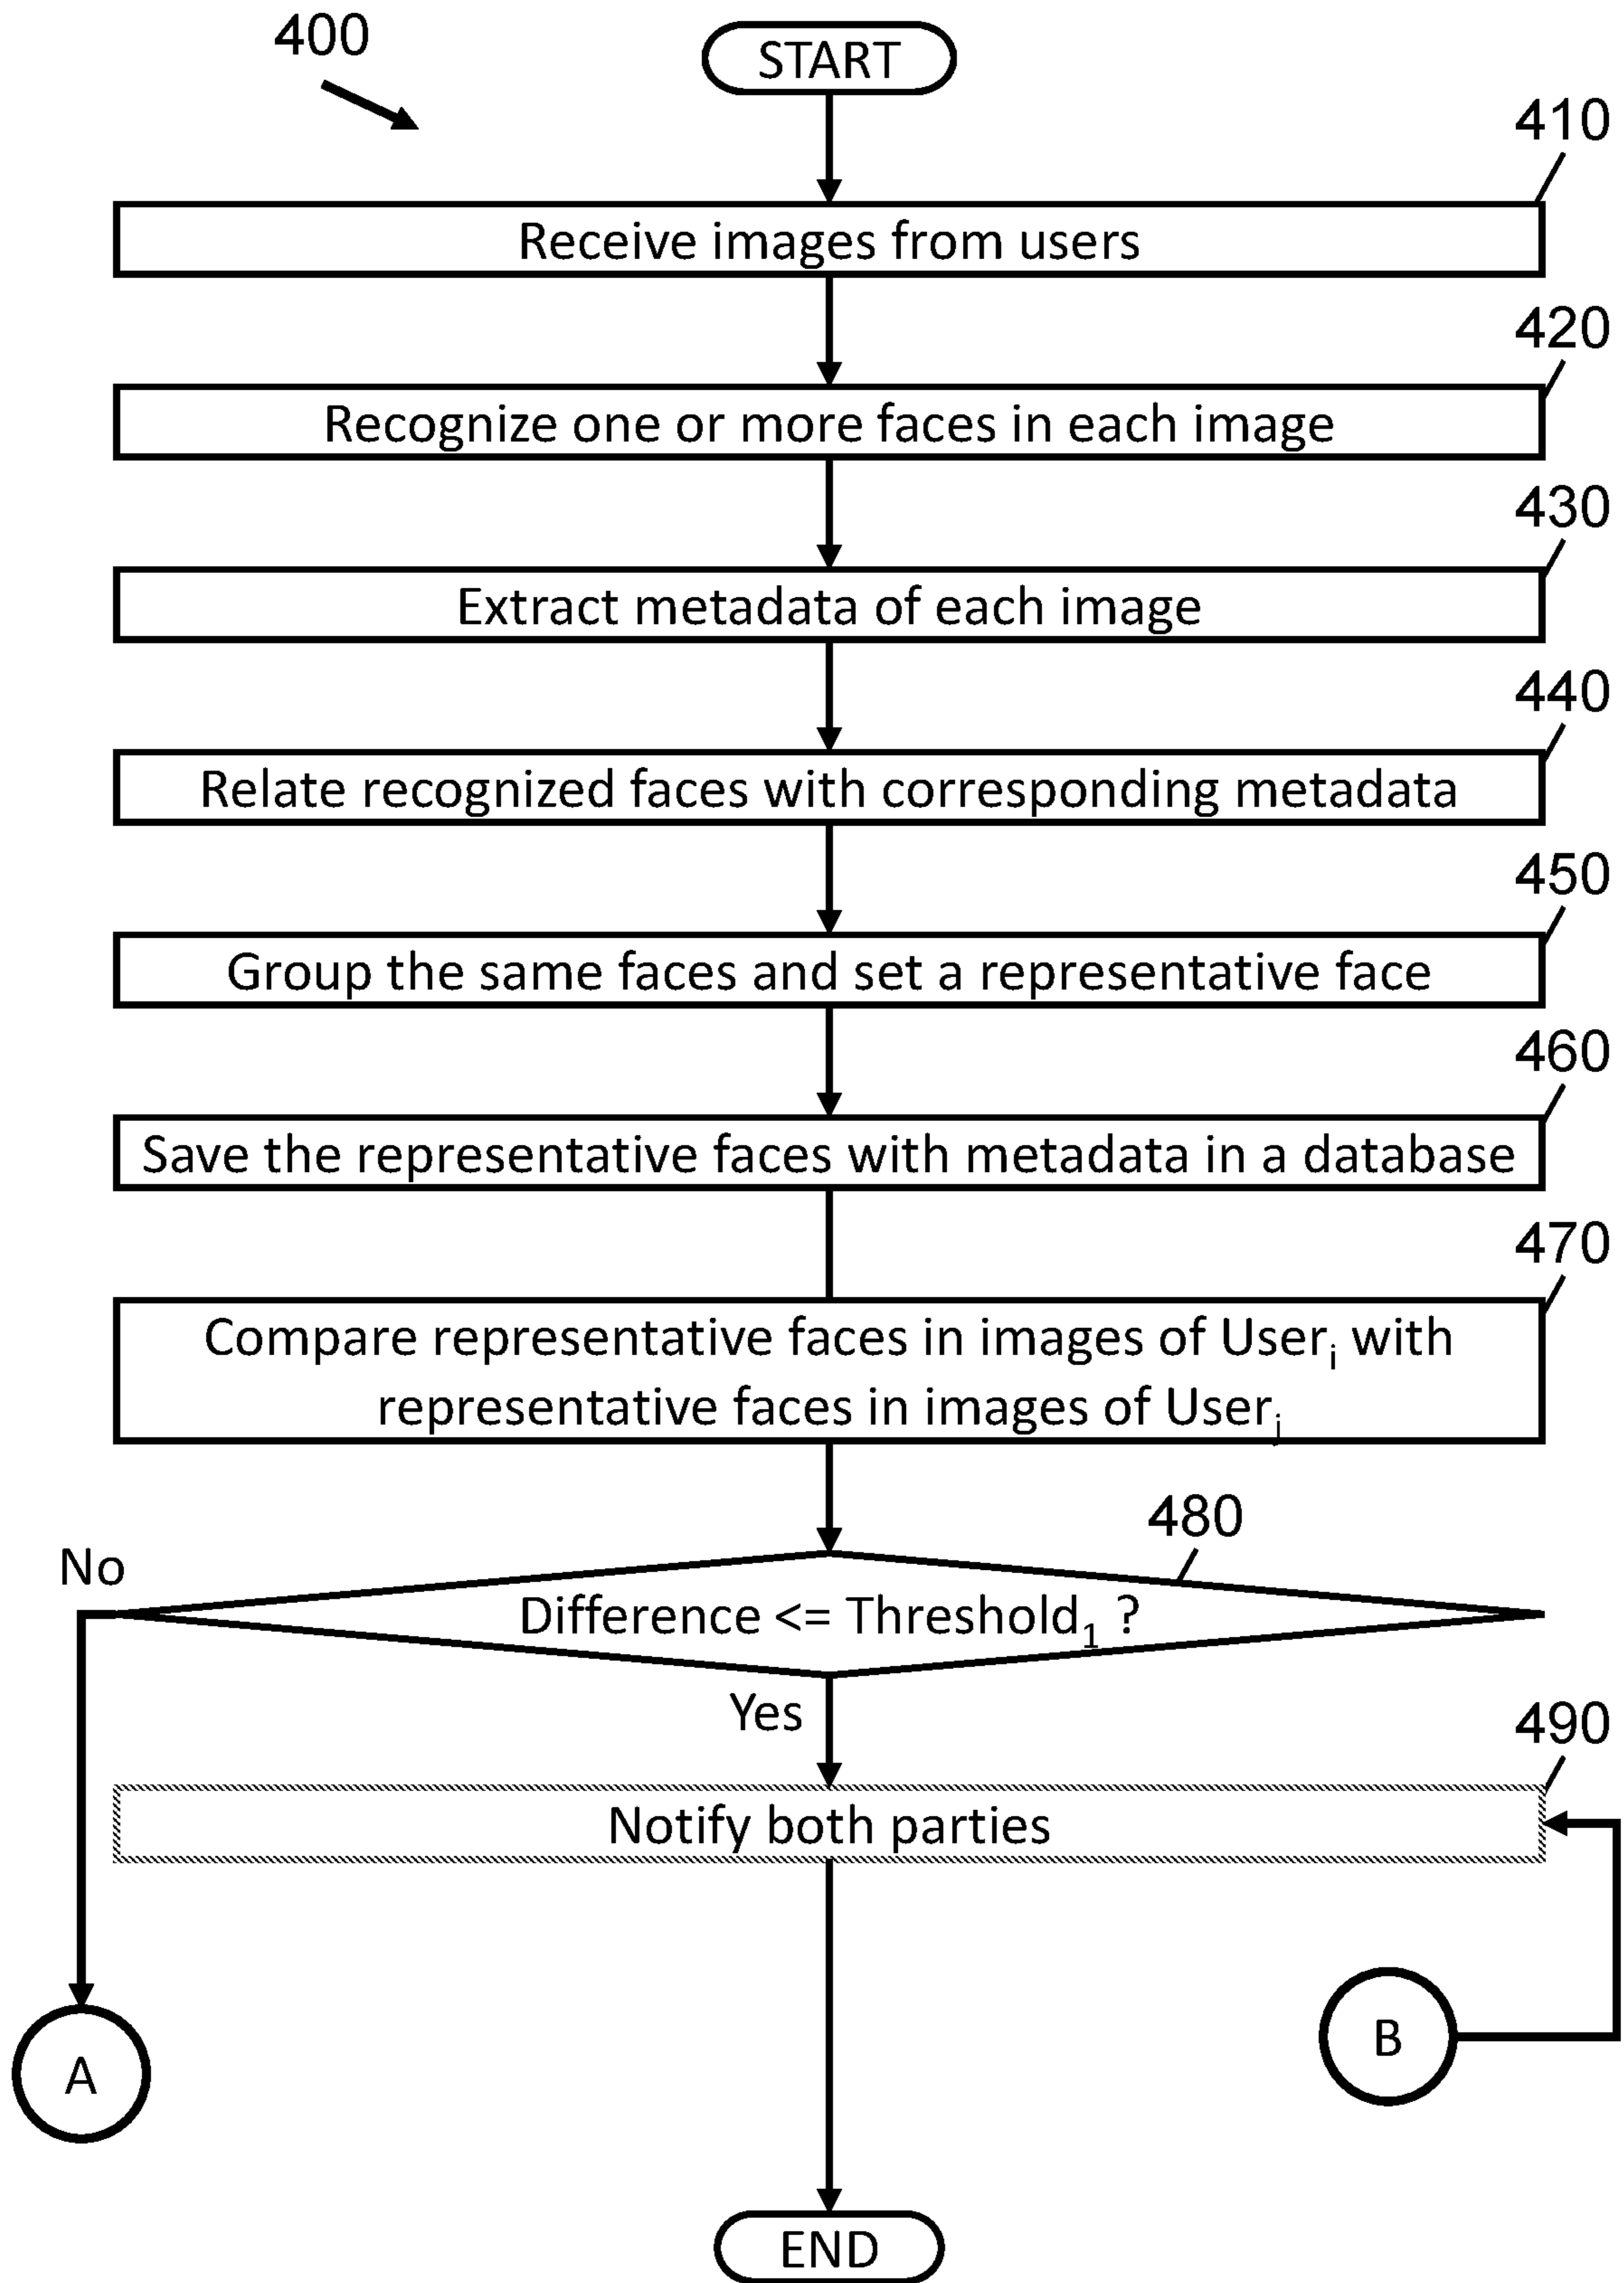 400
START
410
Receive images from users
420
Recognize one or more faces in each image
430
Extract metadata of each image
440
Relate recognized faces with corresponding metadata
450
Group the same faces and set a representative face
460
Save the representative faces with metadata in a database
470
Compare representative faces in images of Userᵢ with
representative faces in images of Userⱼ
480
No
Difference <= Threshold₁ ?
Yes
490
Notify both parties
A
B
END